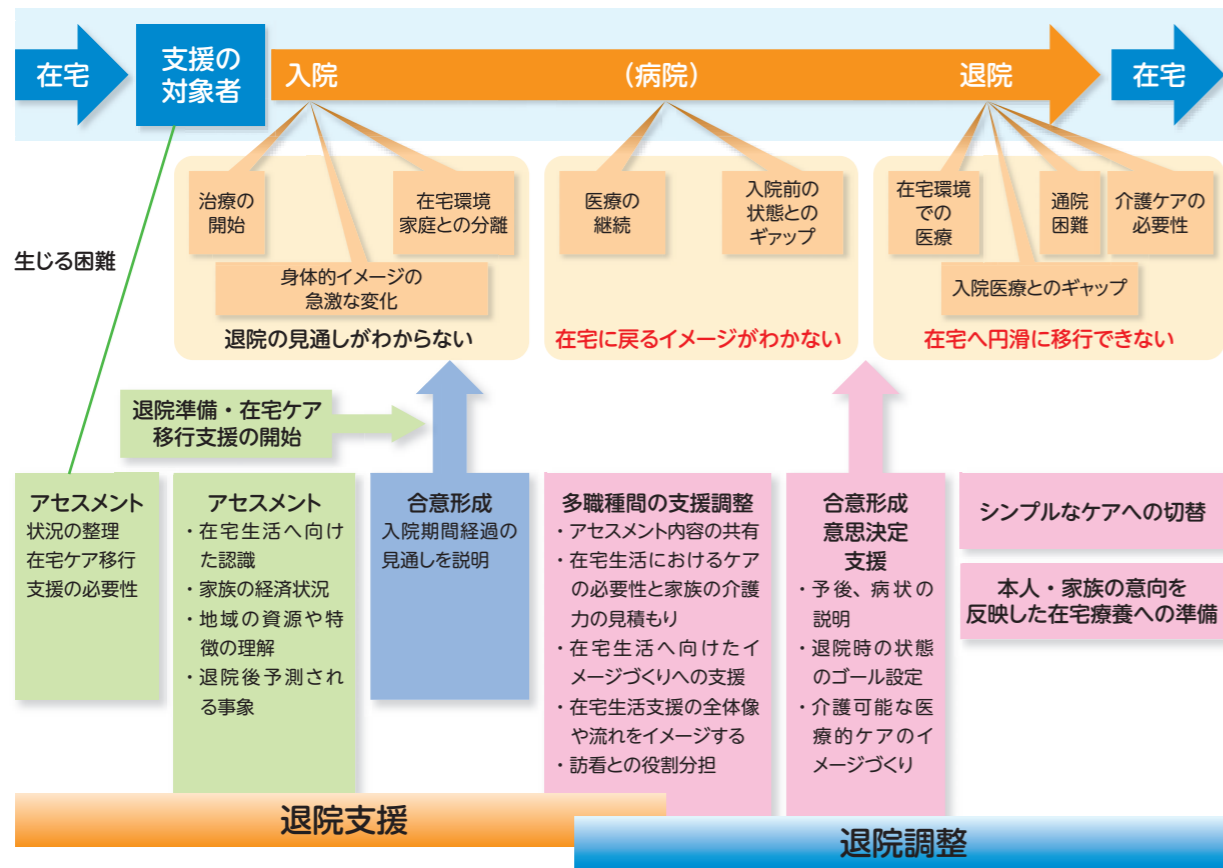 在宅
支援の
対象者
入院
(病院)
退院
在宅
治療の
開始
在宅環境
家庭との分離
身体的イメージの
急激な変化
退院の見通しがわからない
医療の
継続
入院前の
状態との
ギァップ
在宅に戻るイメージがわかない
在宅環境
での
医療
通院
困難
介護ケアの
必要性
入院医療とのギャップ
在宅へ円滑に移行できない
生じる困難
退院準備・在宅ケア
移行支援の開始
アセスメント
状況の整理
在宅ケア移行
支援の必要性
アセスメント
・在宅生活へ向け
た認識
・家族の経済状況
・地域の資源や特
徴の理解
・退院後予測され
る事象
合意形成
入院期間経過の
見通しを説明
多職種間の支援調整
・アセスメント内容の共有
・在宅生活におけるケア
の必要性と家族の介護
力の見積もり
・在宅生活へ向けたイ
メージづくりへの支援
・在宅生活支援の全体像
や流れをイメージする
・訪看との役割分担
合意形成
意思決定
支援
・予後、病状の
説明
・退院時の状態
のゴール設定
・介護可能な医
療的ケアのイ
メージづくり
シンプルなケアへの切替
本人・家族の意向を
反映した在宅療養への準備
退院支援
退院調整